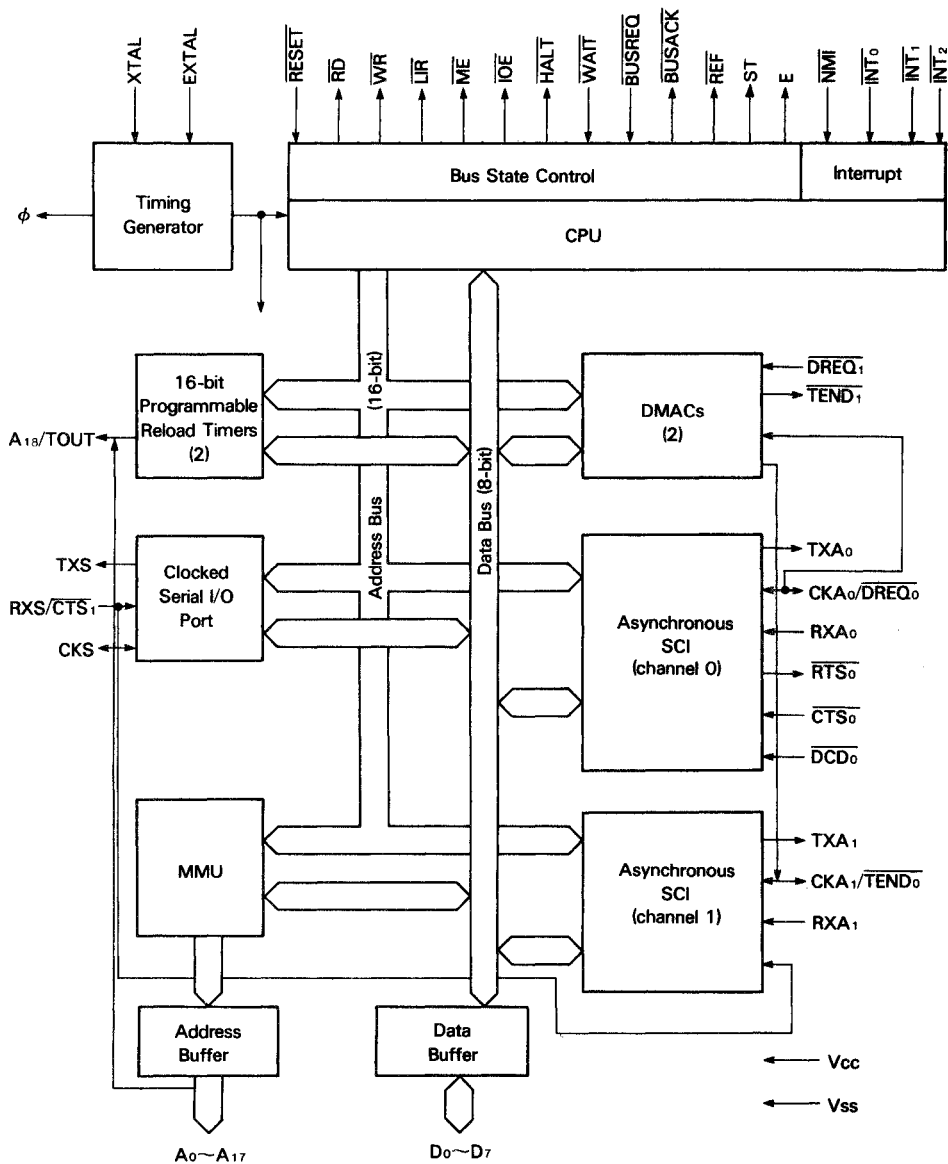 XTAL
EXTAL
RESET
RD
WR
LIR
ME
IOE
HALT
WAIT
BUSREQ
BUSACK
REF
ST
E
NMI
INT₀
INT₁
INT₂
Timing
Generator
Bus State Control
Interrupt
CPU
ϕ
16-bit
Programmable
Reload Timers
(2)
A₁₈/TOUT
(16-bit)
Address Bus
Data Bus (8-bit)
DMACs
(2)
DREQ₁
TEND₁
TXS
RXS/CTS₁
CKS
Clocked
Serial I/O
Port
Asynchronous
SCI
(channel 0)
TXA₀
CKA₀/DREQ₀
RXA₀
RTS₀
CTS₀
DCD₀
MMU
Asynchronous
SCI
(channel 1)
TXA₁
CKA₁/TEND₀
RXA₁
Address
Buffer
Data
Buffer
Vcc
Vss
A₀~A₁₇
D₀~D₇